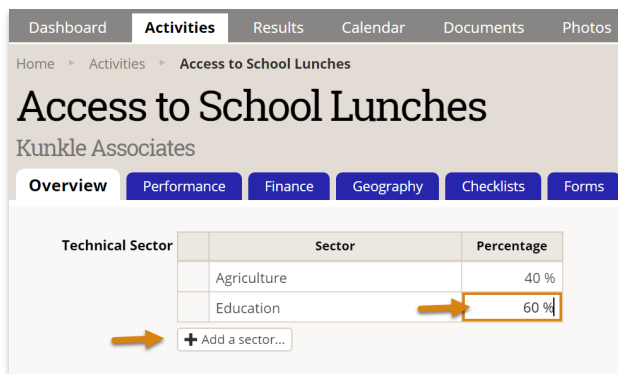 Dashboard Activities Results Calendar Documents Photos
Home Activities Access to School Lunches
Access to School Lunches
Kunkle Associates
Overview Performance Finance Geography Checklists Forms
Technical Sector Sector Percentage
Agriculture 40 %
Education 60 %
Add a sector...